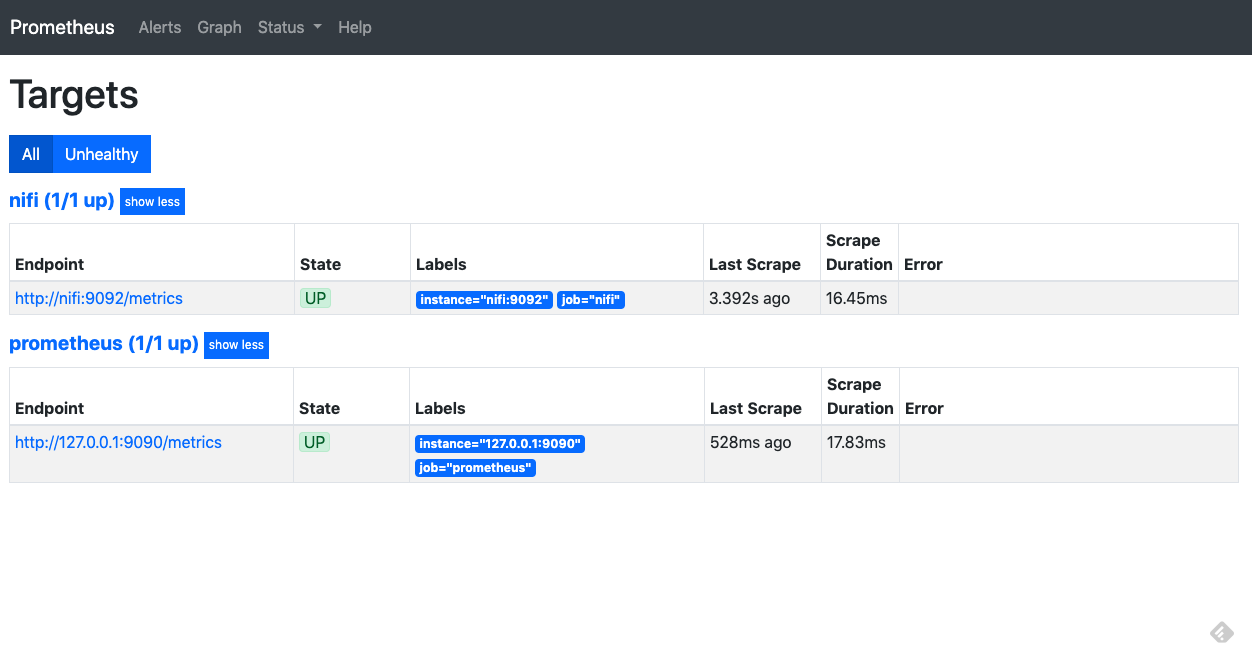 Prometheus Alerts Graph Status Help
Targets
All Unhealthy
nifi (1/1 up) show less
Endpoint State Labels Last Scrape Scrape Duration Error
http://nifi:9092/metrics UP instance="nifi:9092" job="nifi" 3.392s ago 16.45ms
prometheus (1/1 up) show less
Endpoint State Labels Last Scrape Scrape Duration Error
http://127.0.0.1:9090/metrics UP instance="127.0.0.1:9090" 528ms ago 17.83ms
job="prometheus"